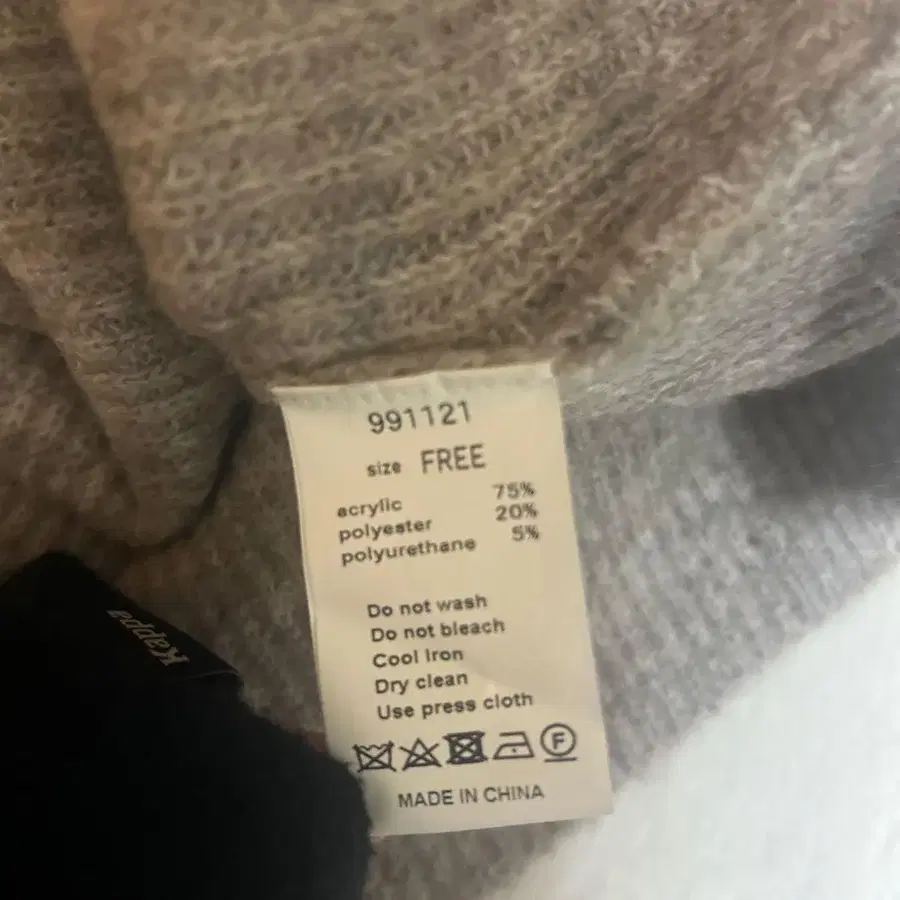 991121
size FREE
acrylic 75%
polyester 20%
polyurethane 5%
Do not wash
Do not bleach
Cool Iron
Dry clean
Use press cloth
F
MADE IN CHINA
Kappa